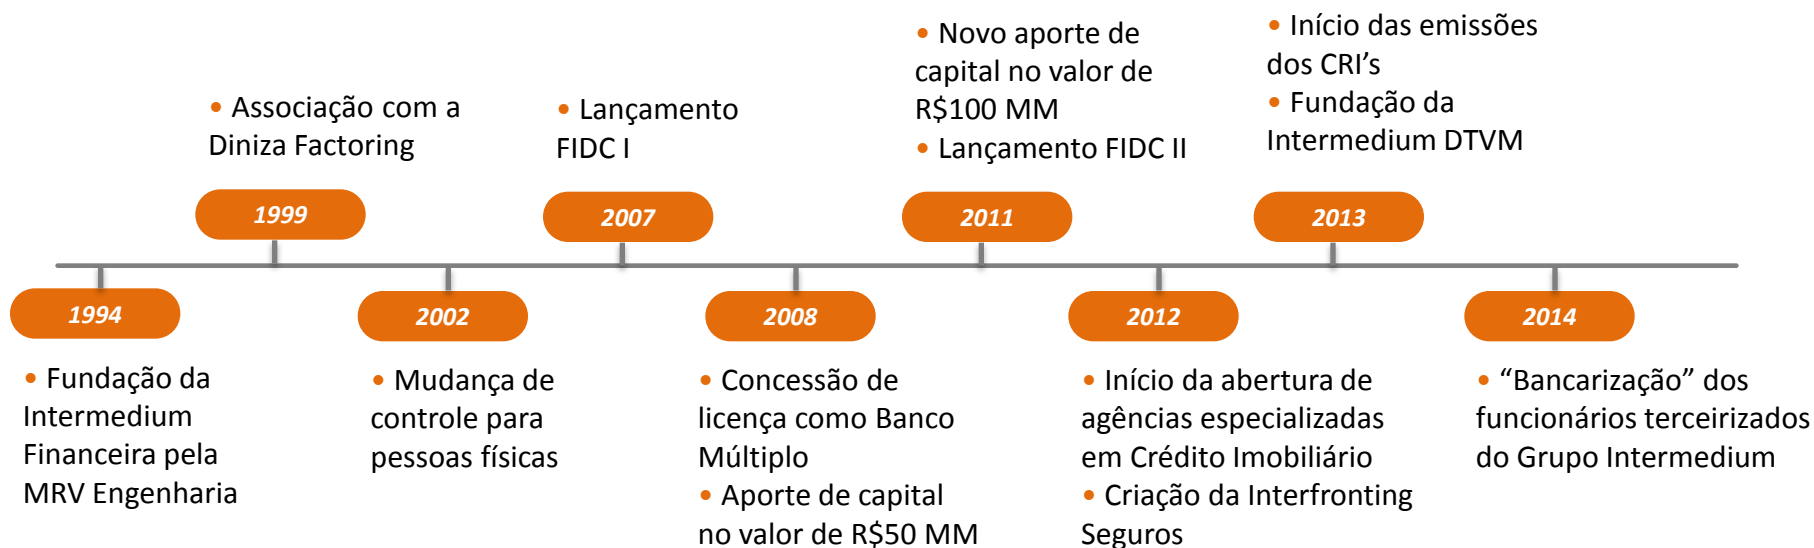 • Associação com a
Diniza Factoring
• Lançamento
FIDC I
• Novo aporte de
capital no valor de
R$100 MM
• Lançamento FIDC II
• Início das emissões
dos CRI’s
• Fundação da
Intermedium DTVM
1999
2007
2011
2013
1994
2002
2008
2012
2014
• Fundação da
Intermedium
Financeira pela
MRV Engenharia
• Mudança de
controle para
pessoas físicas
• Concessão de
licença como Banco
Múltiplo
• Aporte de capital
no valor de R$50 MM
• Início da abertura de
agências especializadas
em Crédito Imobiliário
• Criação da Interfronting
Seguros
• “Bancarização” dos
funcionários terceirizados
do Grupo Intermedium